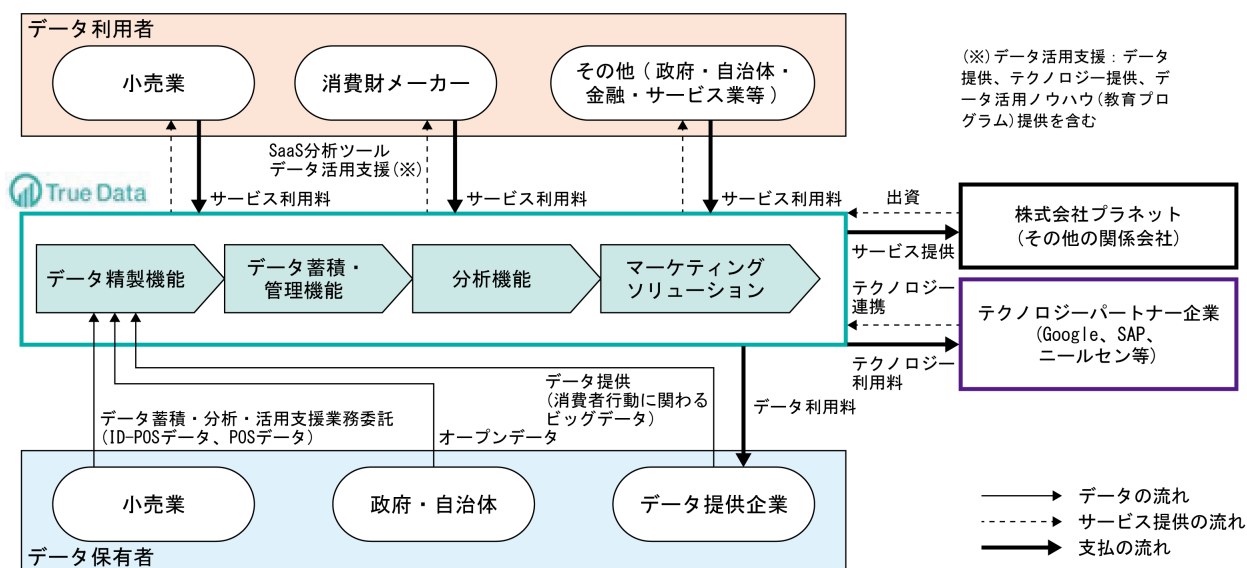 データ利用者
小売業
消費財メーカー
その他（政府・自治体・
金融・サービス業等）
(※)データ活用支援：データ
提供、テクノロジー提供、デ
ータ活用ノウハウ(教育プロ
グラム)提供を含む
SaaS分析ツール
データ活用支援(※)
True Data
サービス利用料
サービス利用料
サービス利用料
出資
サービス提供
株式会社プラネット
(その他の関係会社)
データ精製機能
データ蓄積・
管理機能
分析機能
マーケティング
ソリューション
テクノロジー
連携
テクノロジー
利用料
テクノロジーパートナー企業
(Google、SAP、
ニールセン等)
データ蓄積・分析・活用支援業務委託
(ID-POSデータ、POSデータ)
オープンデータ
データ提供
(消費者行動に関わる
ビッグデータ)
データ利用料
小売業
政府・自治体
データ提供企業
データ保有者
データの流れ
サービス提供の流れ
支払の流れ